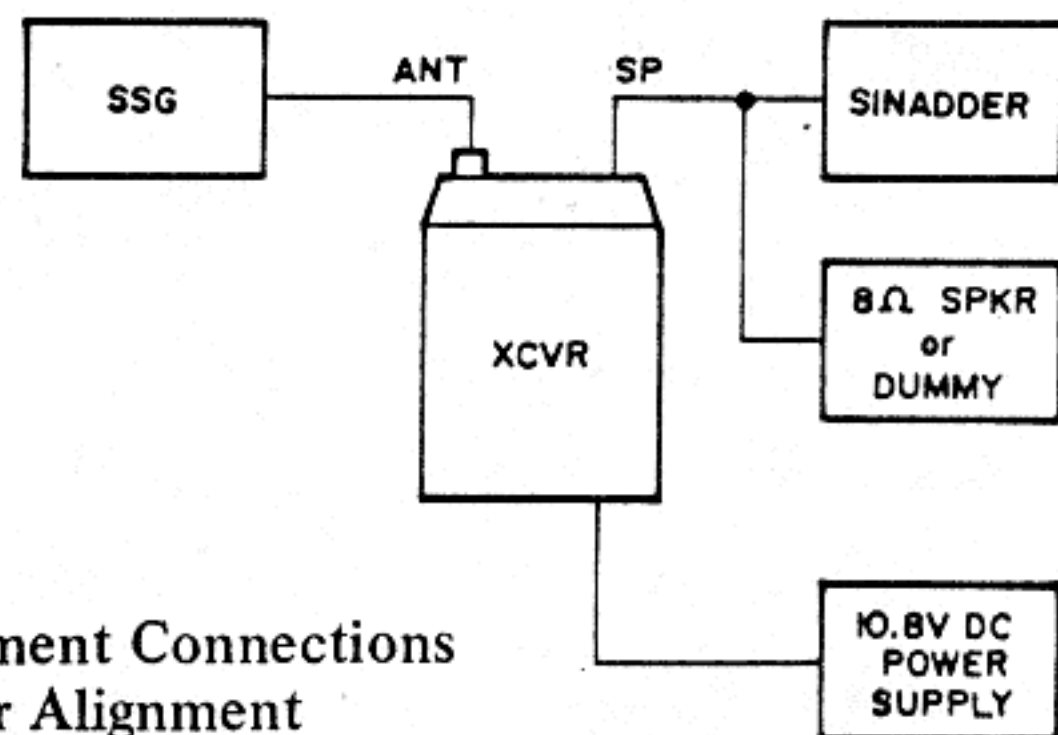 SSG
ANT
SP
SINADDER
XCVR
8Ω SPKR
or
DUMMY
10.8V DC
POWER
SUPPLY
ment Connections
r Alignment